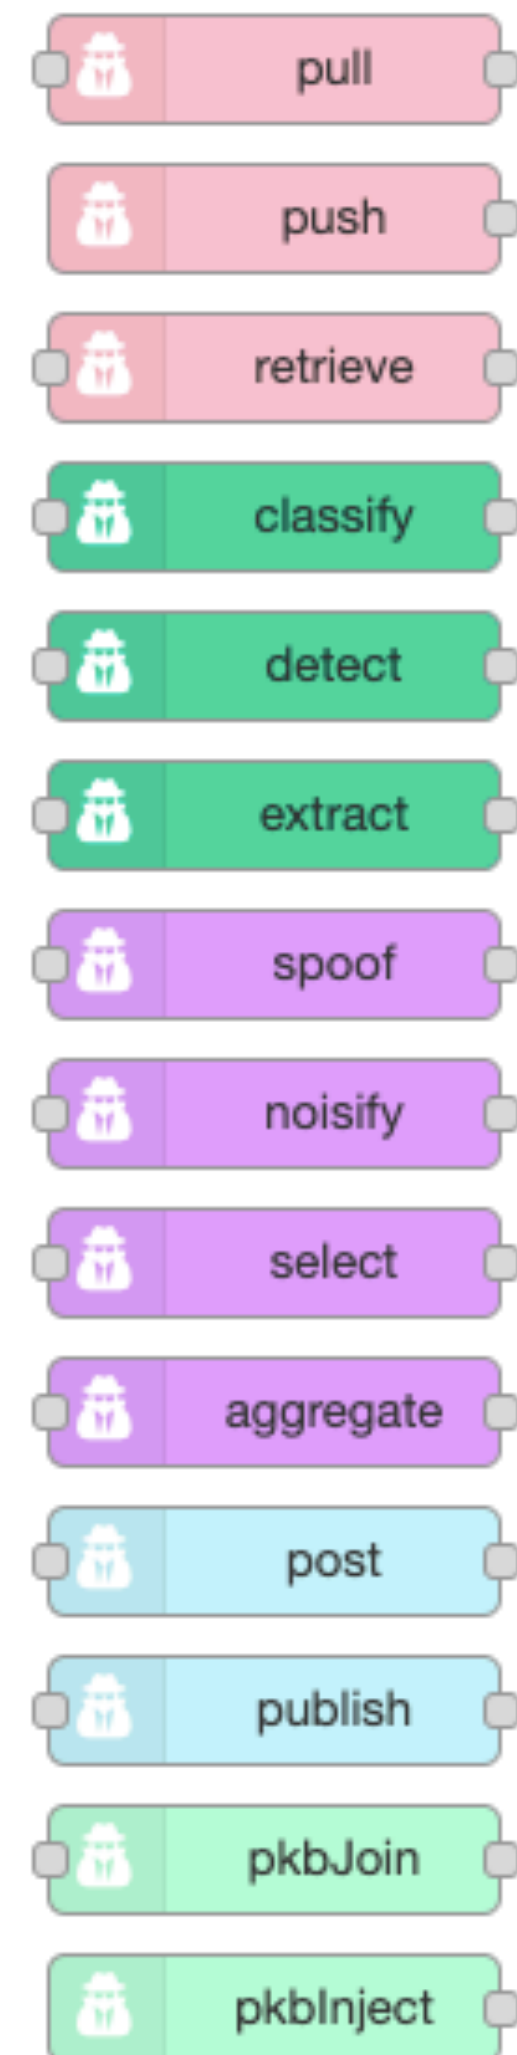 pull
push
retrieve
classify
detect
extract
spoof
noisify
select
aggregate
post
publish
pkbJoin
pkbInject